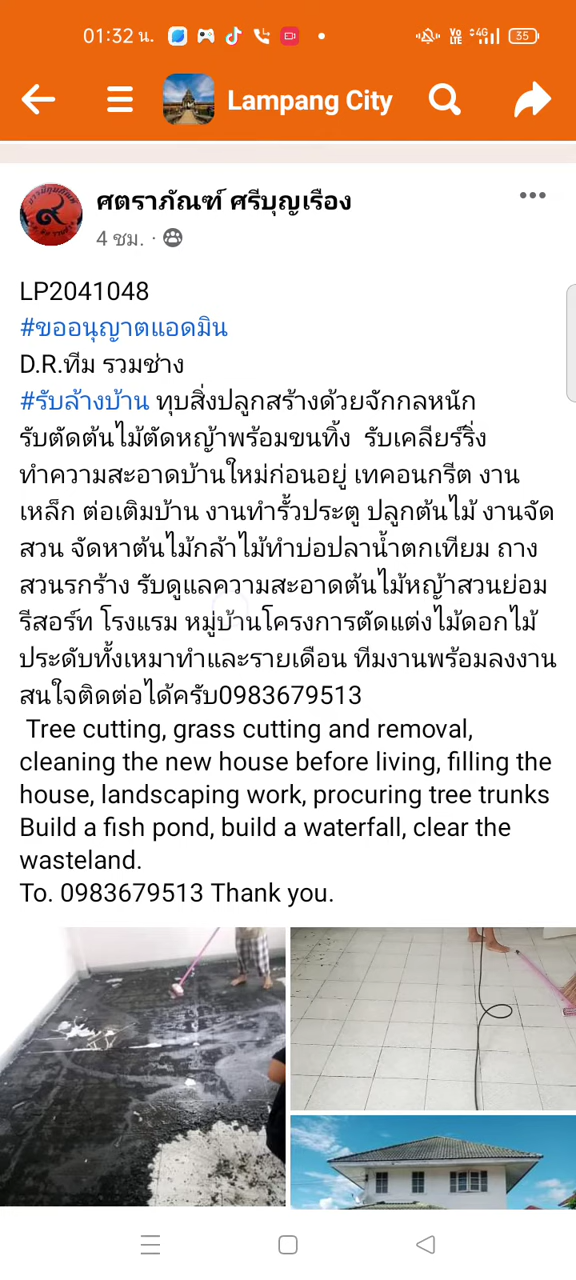 01:32 น.
VO LTE 4G 35
Lampang City
ศตราภัณฑ์ ศรีบุญเรือง
4 ชม. ·
LP2041048
#ขออนุญาตแอดมิน
D.R.ทีม รวมช่าง
#รับล้างบ้าน ทุบสิ่งปลูกสร้างด้วยจักกลหนัก
รับตัดต้นไม้ตัดหญ้าพร้อมขนทิ้ง รับเคลียร์ริ่ง
ทำความสะอาดบ้านใหม่ก่อนอยู่ เทคอนกรีต งาน
เหล็ก ต่อเติมบ้าน งานทำรั้วประตู ปลูกต้นไม้ งานจัด
สวน จัดหาต้นไม้กล้าไม้ทำบ่อปลาน้ำตกเทียม ถาง
สวนรกร้าง รับดูแลความสะอาดต้นไม้หญ้าสวนย่อม
รีสอร์ท โรงแรม หมู่บ้านโครงการตัดแต่งไม้ดอกไม้
ประดับทั้งเหมาทำและรายเดือน ทีมงานพร้อมลงงาน
สนใจติดต่อได้ครับ0983679513
Tree cutting, grass cutting and removal,
cleaning the new house before living, filling the
house, landscaping work, procuring tree trunks
Build a fish pond, build a waterfall, clear the
wasteland.
To. 0983679513 Thank you.